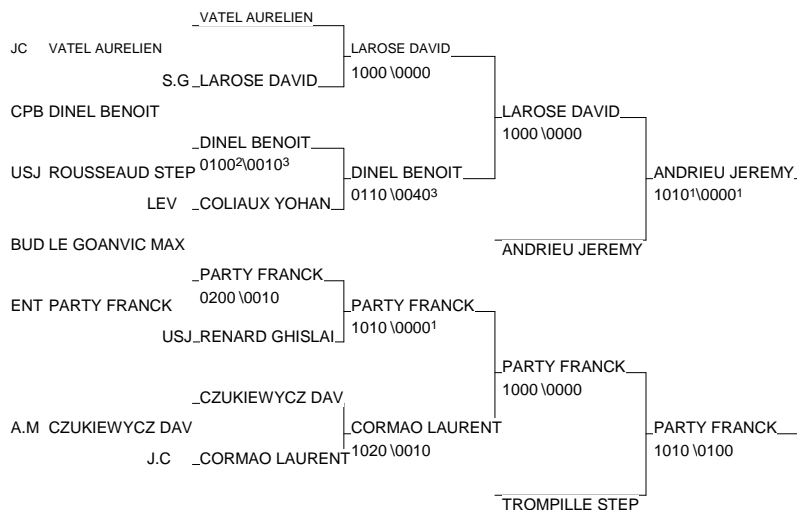 VATEL AURELIEN
JC VATEL AURELIEN LAROSE DAVID
1000 \0000
S.G LAROSE DAVID
CPB DINEL BENOIT LAROSE DAVID
1000 \0000
DINEL BENOIT
0100²\0010³
USJ ROUSSEAUD STEP DINEL BENOIT ANDRIEU JEREMY
0110 \0040³ 1010¹\0000¹
LEV COLIAUX YOHAN
BUD LE GOANVIC MAX ANDRIEU JEREMY
PARTY FRANCK
0200 \0010
ENT PARTY FRANCK PARTY FRANCK
1010 \0000¹
USJ RENARD GHISLAI
PARTY FRANCK
1000 \0000
CZUKIEWYCZ DAV
A.M CZUKIEWYCZ DAV CORMAO LAURENT PARTY FRANCK
1020 \0010 1010 \0100
J.C CORMAO LAURENT
TROMPILLE STEP